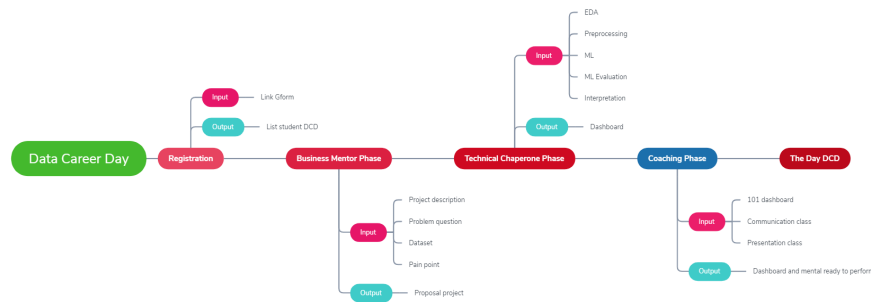 Data Career Day
Registration
Input
Link Gform
Output
List student DCD
Business Mentor Phase
Input
Project description
Problem question
Dataset
Pain point
Output
Proposal project
Technical Chaperone Phase
Input
EDA
Preprocessing
ML
ML Evaluation
Interpretation
Output
Dashboard
Coaching Phase
Input
101 dashboard
Communication class
Presentation class
Output
Dashboard and mental ready to perform
The Day DCD